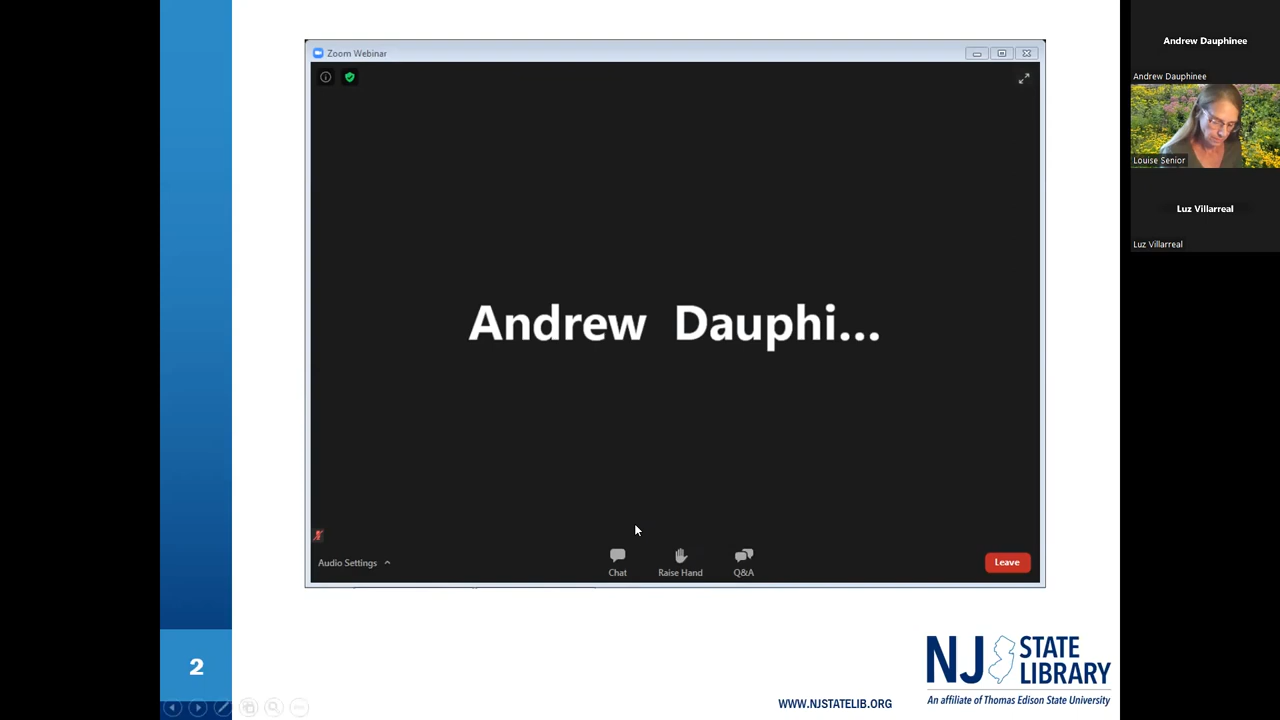 Zoom Webinar
Andrew Dauphi...
Audio Settings
Chat
Raise Hand
Q&A
Leave
2
NJ STATE
LIBRARY
An affiliate of Thomas Edison State University
WWW.NJSTATELIB.ORG
Andrew Dauphinee
Andrew Dauphinee
Louise Senior
Luz Villarreal
Luz Villarreal